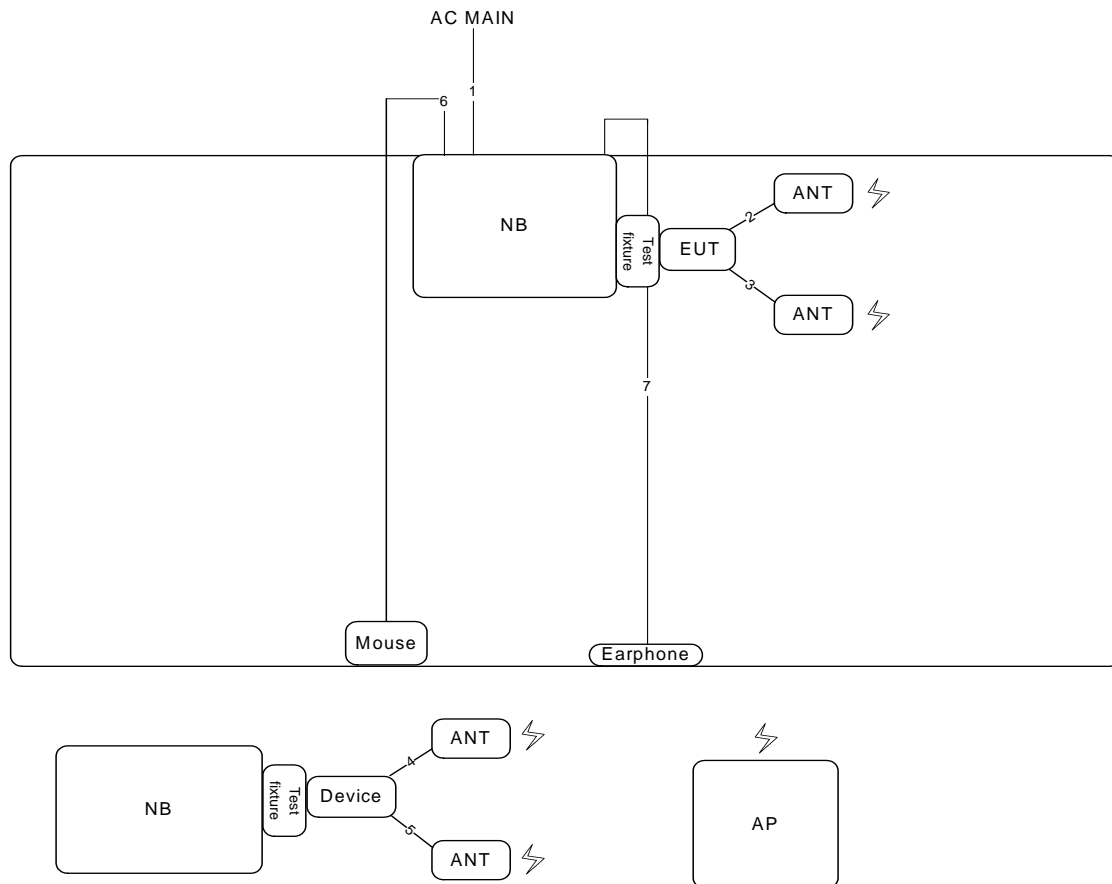 AC MAIN
6
1
ANT
NB
2
Test
fixture
EUT
3
ANT
7
Mouse
Earphone
ANT
4
NB
Test
fixture
Device
AP
5
ANT